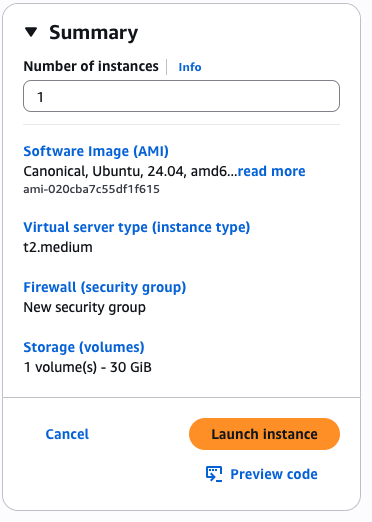 Summary
Number of instances Info
1
Software Image (AMI)
Canonical, Ubuntu, 24.04, amd6...read more
ami-020cba7c55df1f615
Virtual server type (instance type)
t2.medium
Firewall (security group)
New security group
Storage (volumes)
1 volume(s) - 30 GiB
Cancel Launch instance
Preview code